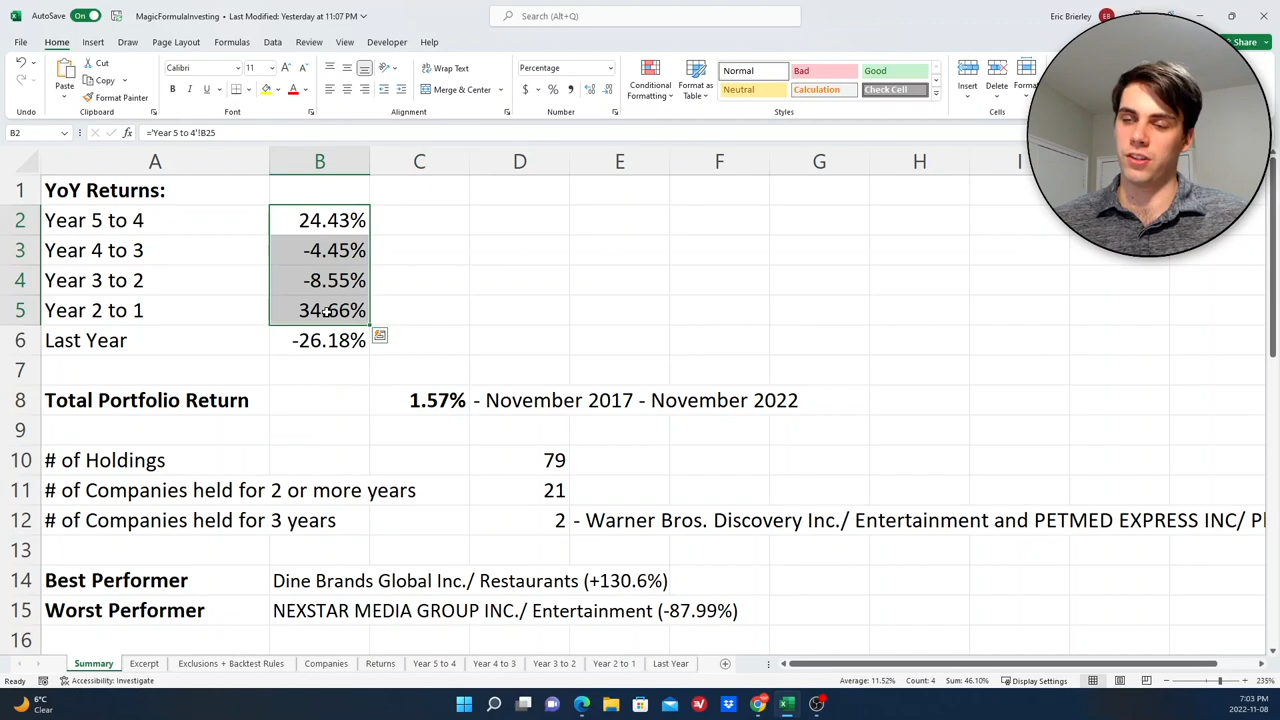 AutoSave On MagicFormulaInvesting • Last Modified: Yesterday at 11:07 PM Search (Alt+Q) Eric Brierley EB
File Home Insert Draw Page Layout Formulas Data Review View Developer Help Share
Cut Calibri 11 Wrap Text Percentage Normal Bad Good
Paste Copy Conditional Formatting Format as Table Insert Delete Format
Format Painter B I U Merge & Center Neutral Calculation Check Cell
Undo Clipboard Font Alignment Number Styles Cells
B2 ='Year 5 to 4'!B25
A B C D E F G H I
1 YoY Returns:
2 Year 5 to 4 24.43%
3 Year 4 to 3 -4.45%
4 Year 3 to 2 -8.55%
5 Year 2 to 1 34.66%
6 Last Year -26.18%
7
8 Total Portfolio Return 1.57% - November 2017 - November 2022
9
10 # of Holdings 79
11 # of Companies held for 2 or more years 21
12 # of Companies held for 3 years 2 - Warner Bros. Discovery Inc./ Entertainment and PETMED EXPRESS INC/
13
14 Best Performer Dine Brands Global Inc./ Restaurants (+130.6%)
15 Worst Performer NEXSTAR MEDIA GROUP INC./ Entertainment (-87.99%)
16
Summary Excerpt Exclusions + Backtest Rules Companies Returns Year 5 to 4 Year 4 to 3 Year 3 to 2 Year 2 to 1 Last Year
Ready Accessibility: Investigate Average: 11.52% Count: 4 Sum: 46.10% Display Settings 235%
6°C 7:03 PM
Clear 2022-11-08